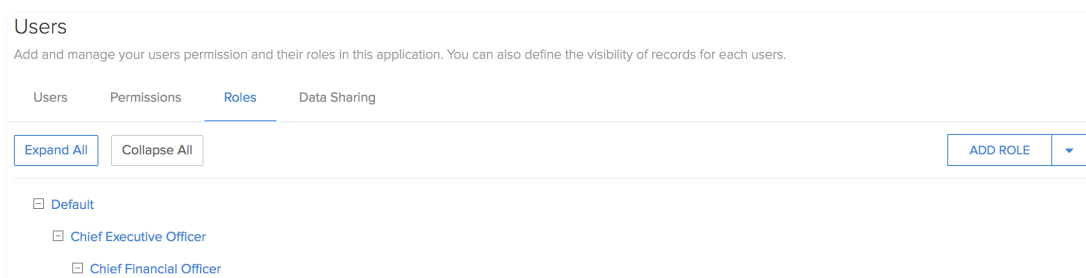 Users
Add and manage your users permission and their roles in this application. You can also define the visibility of records for each users.
Users Permissions Roles Data Sharing
Expand All Collapse All ADD ROLE
Default
Chief Executive Officer
Chief Financial Officer